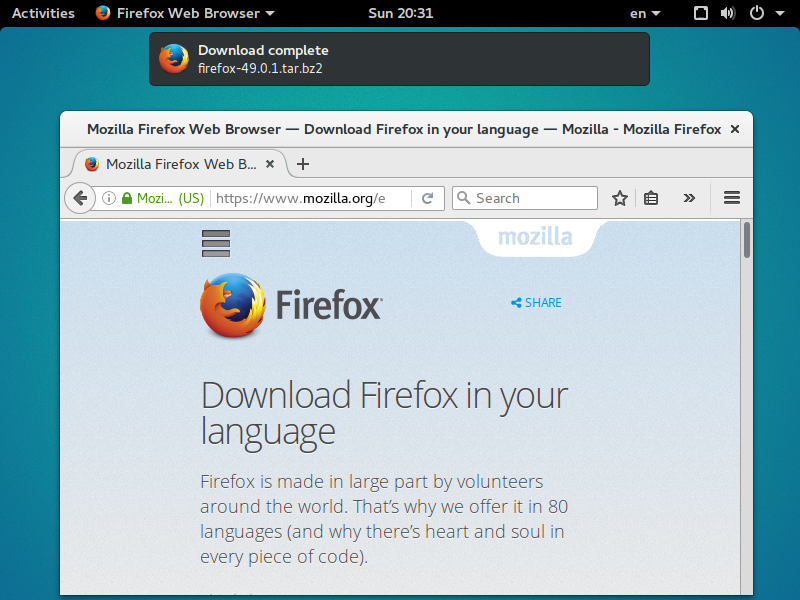 Activities Firefox Web Browser Sun 20:31 en
Download complete
firefox-49.0.1.tar.bz2
Mozilla Firefox Web Browser — Download Firefox in your language — Mozilla - Mozilla Firefox
Mozilla Firefox Web B...
Mozi... (US) https://www.mozilla.org/e Search
mozilla
Firefox
SHARE
Download Firefox in your
language
Firefox is made in large part by volunteers
around the world. That’s why we offer it in 80
languages (and why there’s heart and soul in
every piece of code).